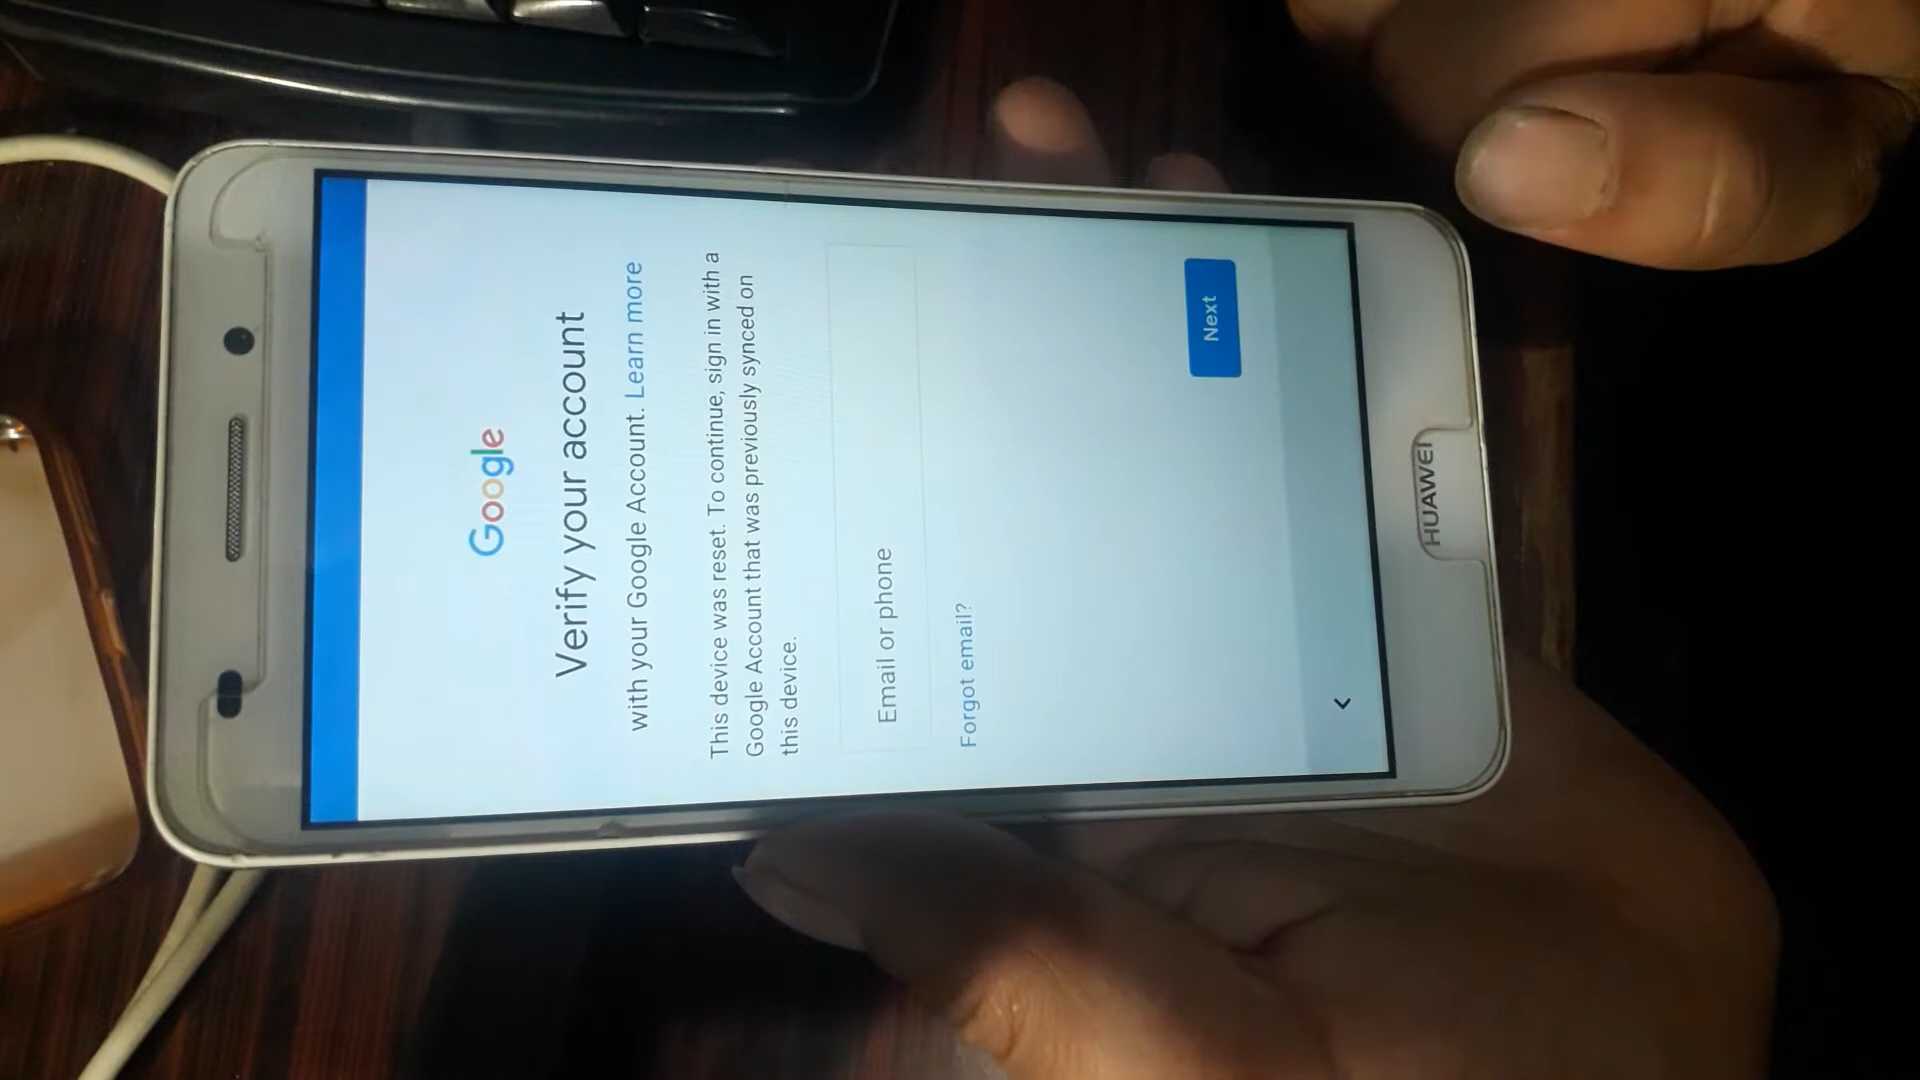 Google
Verify your account
with your Google Account. Learn more
This device was reset. To continue, sign in with a
Google Account that was previously synced on
this device.
Email or phone
Forgot email?
Next
HUAWEI